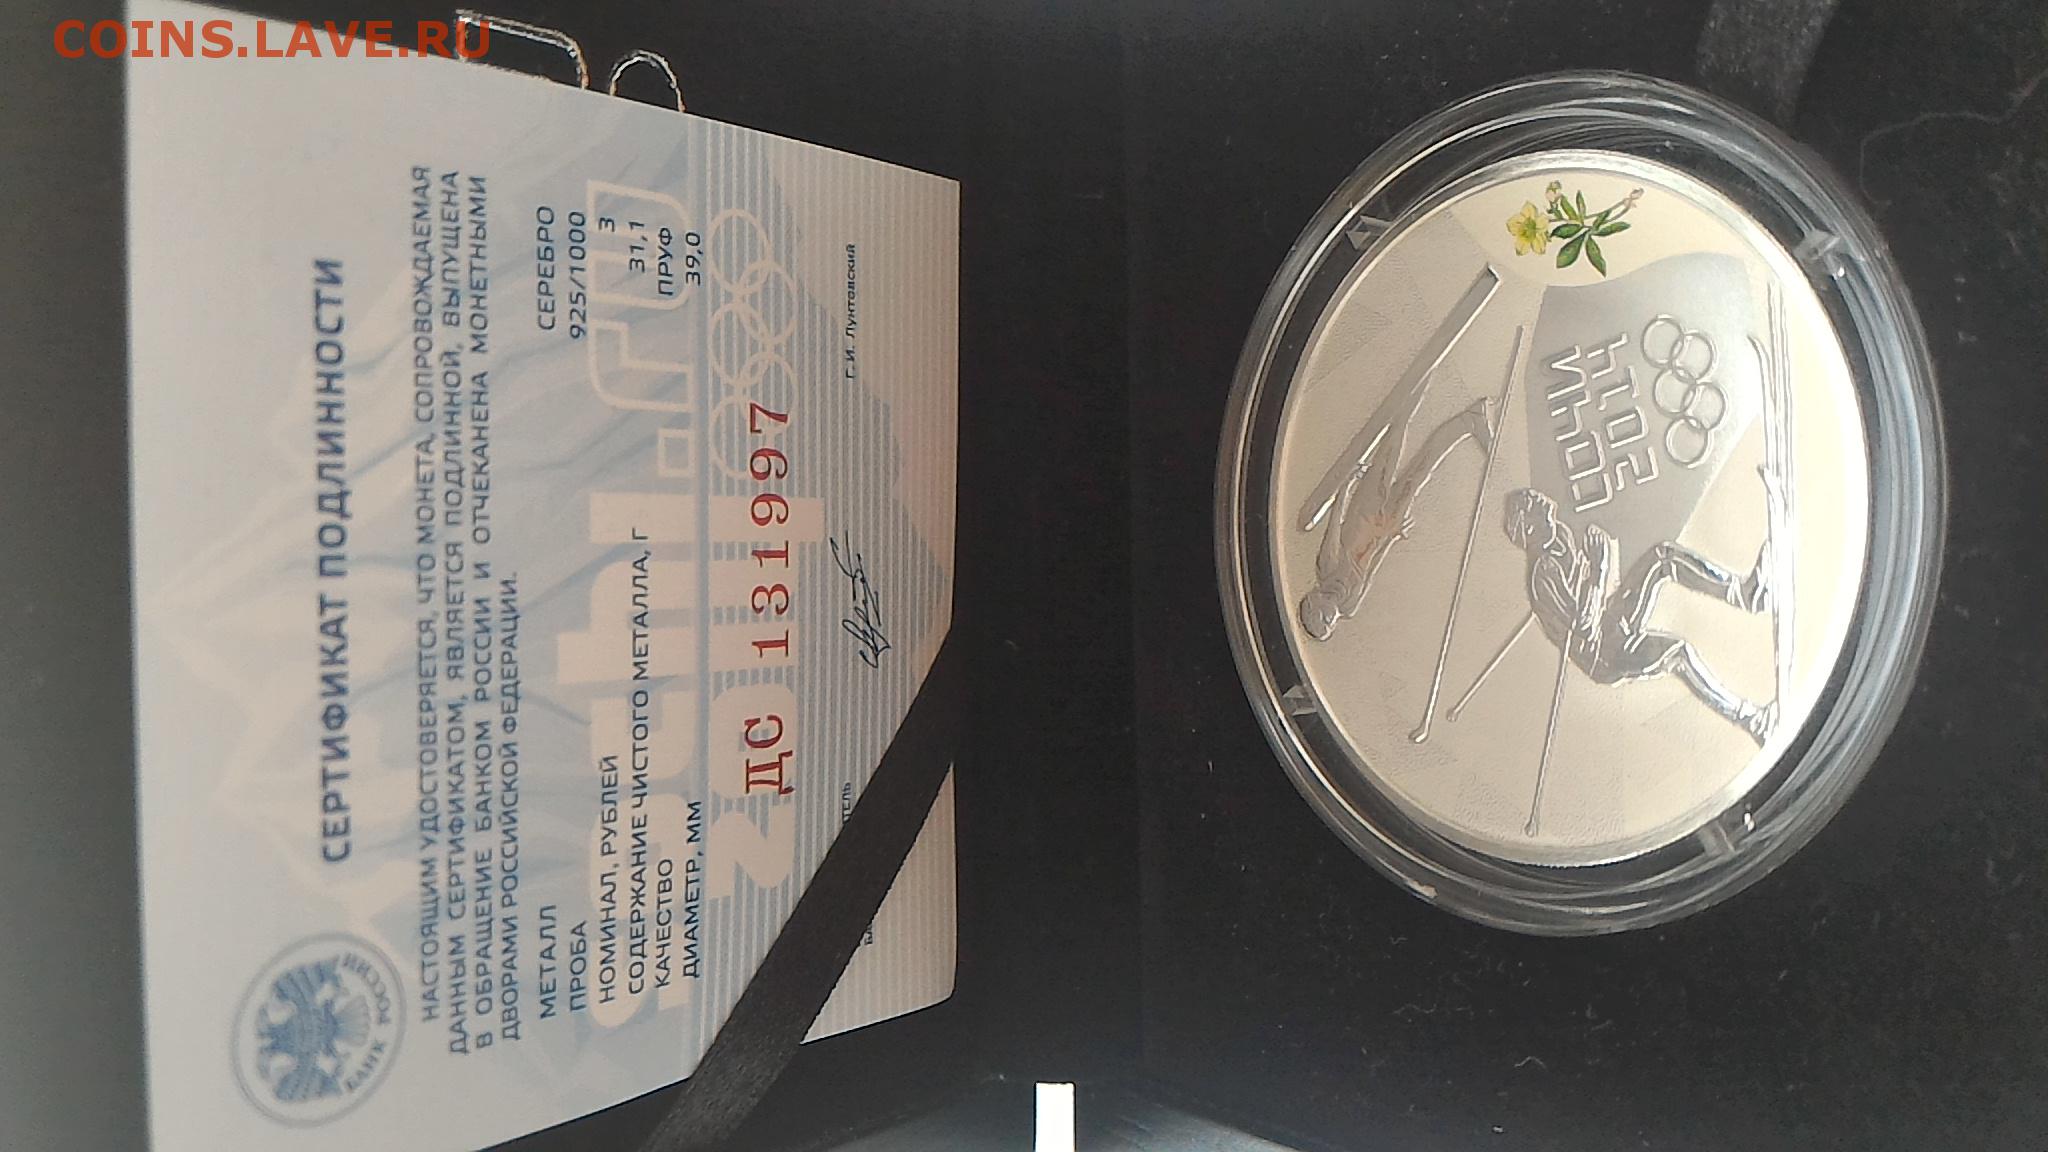 COINS.LAVE.RU
СЕРТИФИКАТ ПОДЛИННОСТИ
НАСТОЯЩИМ УДОСТОВЕРЯЕТСЯ, ЧТО МОНЕТА, СОПРОВОЖДАЕМАЯ
ДАННЫМ СЕРТИФИКАТОМ, ЯВЛЯЕТСЯ ПОДЛИННОЙ, ВЫПУЩЕНА
В ОБРАЩЕНИЕ БАНКОМ РОССИИ И ОТЧЕКАНЕНА МОНЕТНЫМИ
ДВОРАМИ РОССИЙСКОЙ ФЕДЕРАЦИИ.
МЕТАЛЛ СЕРЕБРО
ПРОБА 925/1000
НОМИНАЛ, РУБЛЕЙ 3
СОДЕРЖАНИЕ ЧИСТОГО МЕТАЛЛА, Г 31,1
КАЧЕСТВО ПРУФ
ДИАМЕТР, ММ 39,0
ДС 131997
Г. И. Лунтовский
БАНК РОССИИ
sochi.ru
2014
СОЧИ
2014